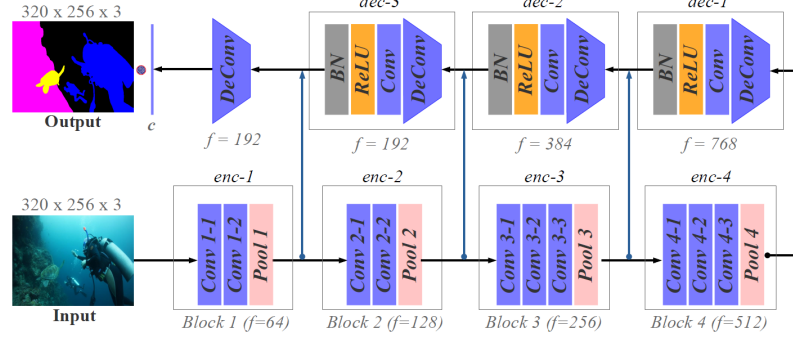 320 x 256 x 3
dec-3
dec-2
dec-1
DeConv
BN
ReLU
Conv
DeConv
BN
ReLU
Conv
DeConv
BN
ReLU
Conv
DeConv
Output
c
f = 192
f = 192
f = 384
f = 768
320 x 256 x 3
enc-1
enc-2
enc-3
enc-4
Conv 1-1
Conv 1-2
Pool 1
Conv 2-1
Conv 2-2
Pool 2
Conv 3-1
Conv 3-2
Conv 3-3
Pool 3
Conv 4-1
Conv 4-2
Conv 4-3
Pool 4
Input
Block 1 (f=64)
Block 2 (f=128)
Block 3 (f=256)
Block 4 (f=512)